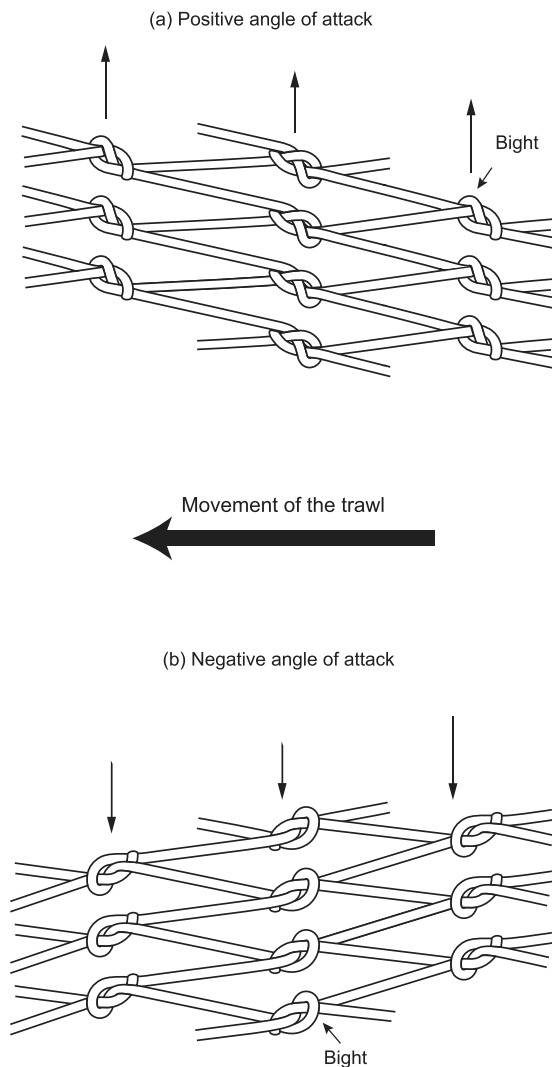 (a) Positive angle of attack
Bight
Movement of the trawl
(b) Negative angle of attack
Bight